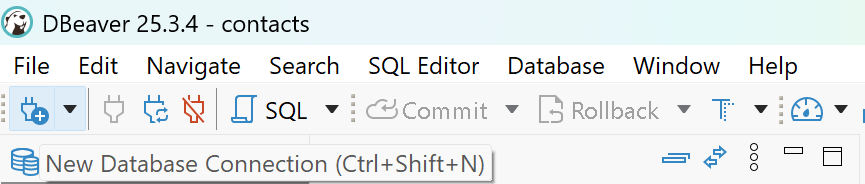 DBeaver 25.3.4 - contacts
File Edit Navigate Search SQL Editor Database Window Help
SQL Commit Rollback T
New Database Connection (Ctrl+Shift+N)